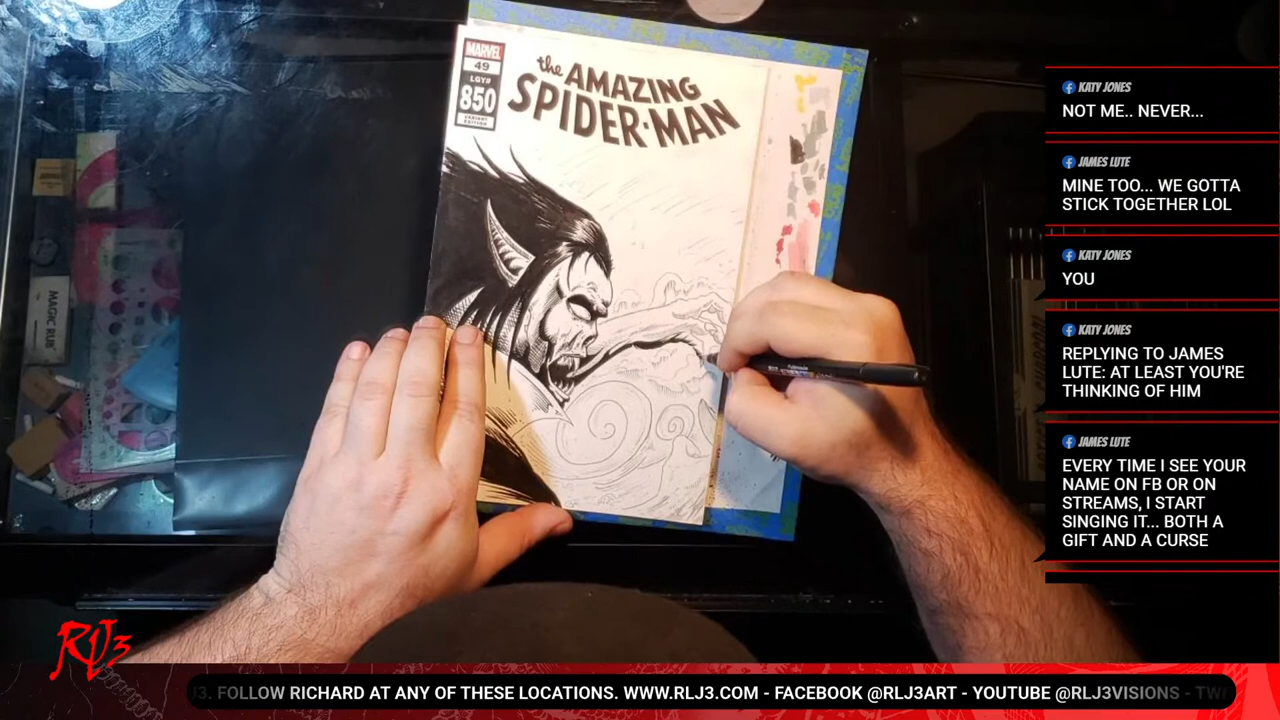 MARVEL
49
LGY#
850
VARIANT
EDITION
the AMAZING
SPIDER-MAN
MAGIC RUB
KATY JONES
NOT ME.. NEVER...
JAMES LUTE
MINE TOO... WE GOTTA
STICK TOGETHER LOL
KATY JONES
YOU
KATY JONES
REPLYING TO JAMES
LUTE: AT LEAST YOU'RE
THINKING OF HIM
JAMES LUTE
EVERY TIME I SEE YOUR
NAME ON FB OR ON
STREAMS, I START
SINGING IT... BOTH A
GIFT AND A CURSE
RLJ3
J3. FOLLOW RICHARD AT ANY OF THESE LOCATIONS. WWW.RLJ3.COM - FACEBOOK @RLJ3ART - YOUTUBE @RLJ3VISIONS - TWI